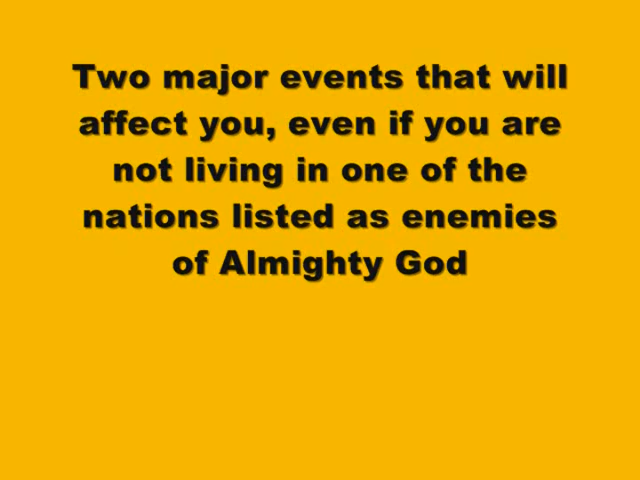 Two major events that will
affect you, even if you are
not living in one of the
nations listed as enemies
of Almighty God